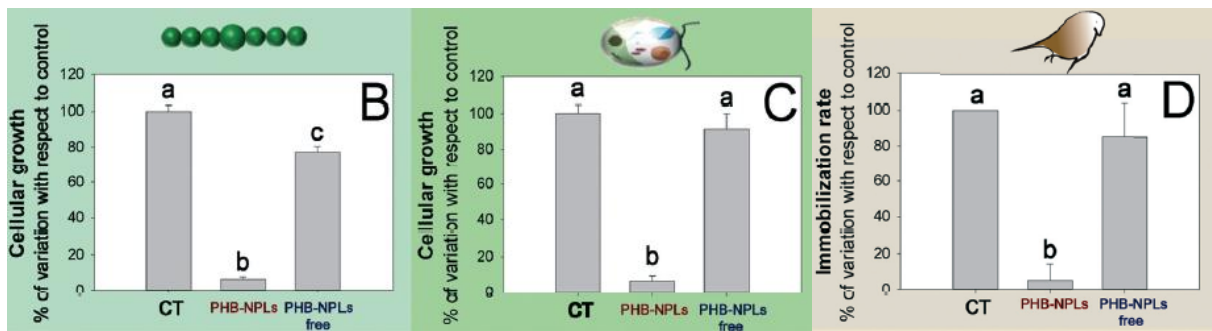 Cellular growth
% of variation with respect to control
120
100
80
60
40
20
0
a
b
c
B
CT
PHB-NPLs
PHB-NPLs
free
Cellular growth
% of variation with respect to control
120
100
80
60
40
20
0
a
b
a
C
CT
PHB-NPLs
PHB-NPLs
free
Immobilization rate
% of variation with respect to control
120
100
80
60
40
20
0
a
b
a
D
CT
PHB-NPLs
PHB-NPLs
free